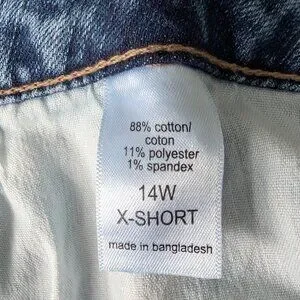 88% cotton/
coton
11% polyester
1% spandex
14W
X-SHORT
made in bangladesh